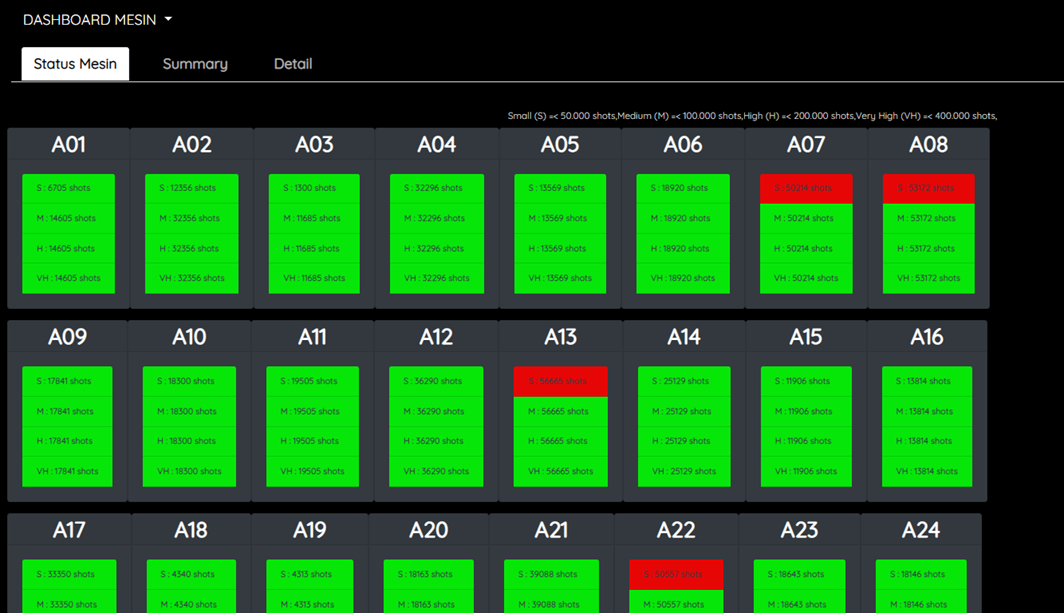 DASHBOARD MESIN
Status Mesin Summary Detail
Small (S) =< 50.000 shots,Medium (M) =< 100.000 shots,High (H) =< 200.000 shots,Very High (VH) =< 400.000 shots,
A01 A02 A03 A04 A05 A06 A07 A08
S : 6705 shots S : 12356 shots S : 1300 shots S : 32296 shots S : 13569 shots S : 18920 shots S : 50214 shots S : 53172 shots
M : 14605 shots M : 32356 shots M : 11685 shots M : 32296 shots M : 13569 shots M : 18920 shots M : 50214 shots M : 53172 shots
H : 14605 shots H : 32356 shots H : 11685 shots H : 32296 shots H : 13569 shots H : 18920 shots H : 50214 shots H : 53172 shots
VH : 14605 shots VH : 32356 shots VH : 11685 shots VH : 32296 shots VH : 13569 shots VH : 18920 shots VH : 50214 shots VH : 53172 shots
A09 A10 A11 A12 A13 A14 A15 A16
S : 17841 shots S : 18300 shots S : 19505 shots S : 36290 shots S : 56665 shots S : 25129 shots S : 11906 shots S : 13814 shots
M : 17841 shots M : 18300 shots M : 19505 shots M : 36290 shots M : 56665 shots M : 25129 shots M : 11906 shots M : 13814 shots
H : 17841 shots H : 18300 shots H : 19505 shots H : 36290 shots H : 56665 shots H : 25129 shots H : 11906 shots H : 13814 shots
VH : 17841 shots VH : 18300 shots VH : 19505 shots VH : 36290 shots VH : 56665 shots VH : 25129 shots VH : 11906 shots VH : 13814 shots
A17 A18 A19 A20 A21 A22 A23 A24
S : 33350 shots S : 4340 shots S : 4313 shots S : 18163 shots S : 39088 shots S : 50557 shots S : 18643 shots S : 18146 shots
M : 33350 shots M : 4340 shots M : 4313 shots M : 18163 shots M : 39088 shots M : 50557 shots M : 18643 shots M : 18146 shots